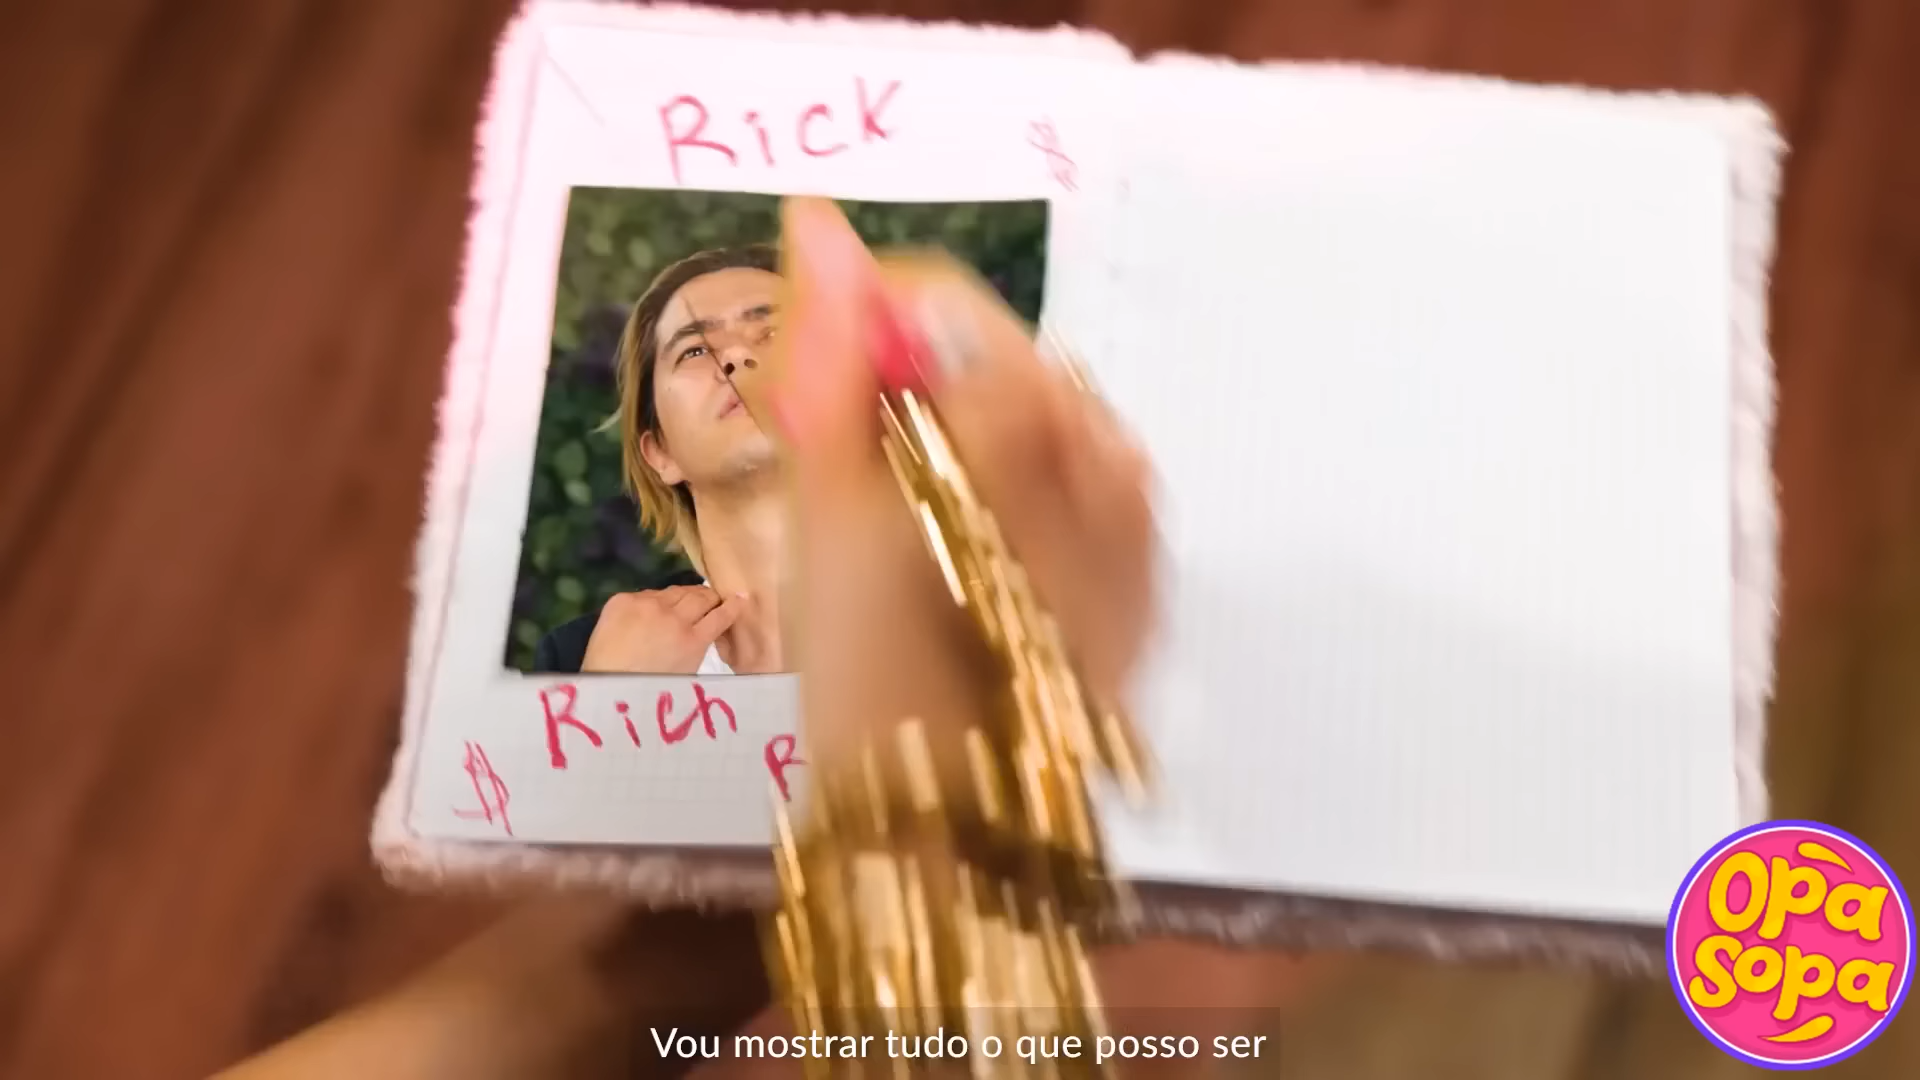 Rick
$
Rich
$
R
Vou mostrar tudo o que posso ser
Opa
Sopa